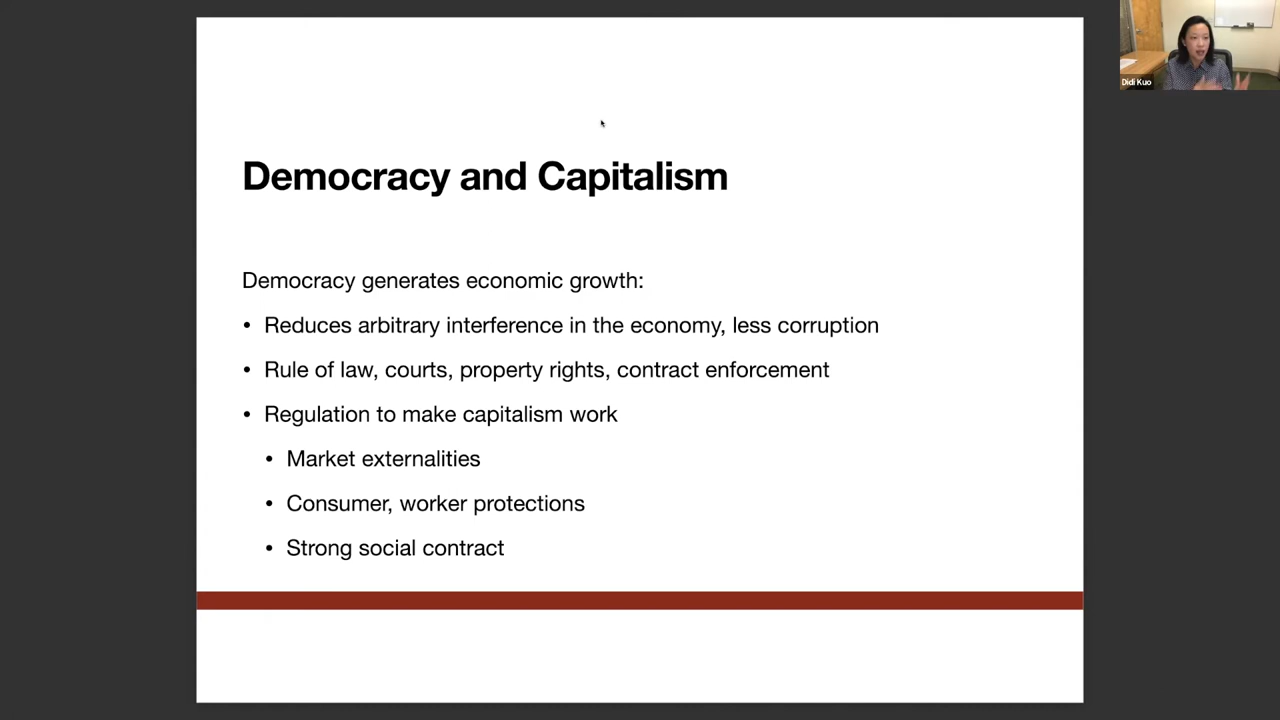 Didi Kuo
Democracy and Capitalism
Democracy generates economic growth:
• Reduces arbitrary interference in the economy, less corruption
• Rule of law, courts, property rights, contract enforcement
• Regulation to make capitalism work
• Market externalities
• Consumer, worker protections
• Strong social contract